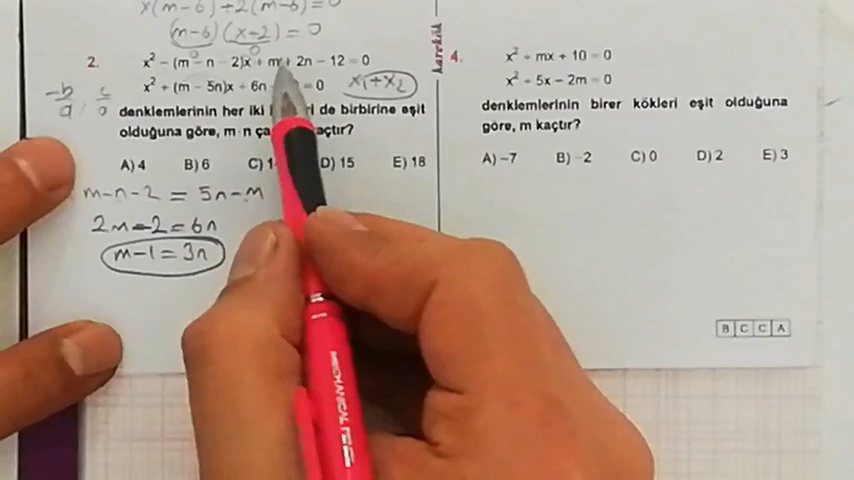 x(m-6)+2(m-6)=0
(m-6)(x-2)=0
2.
x² - (m - n - 2)x + m + 2n - 12 = 0
x² + (m - 5n)x + 6n = 0
x₁+x₂
-b/a, c/a
denklemlerinin her iki de birbirine eşit
olduğuna göre, m·n kaçtır?
A) 4 B) 6 C) D) 15 E) 18
m-n-2 = 5n-m
2m-2=6n
m-1=3n
karekök
4.
x² + mx + 10 = 0
x² + 5x - 2m = 0
denklemlerinin birer kökleri eşit olduğuna
göre, m kaçtır?
A) -7 B) -2 C) 0 D) 2 E) 3
B C C A
MECHANICAL